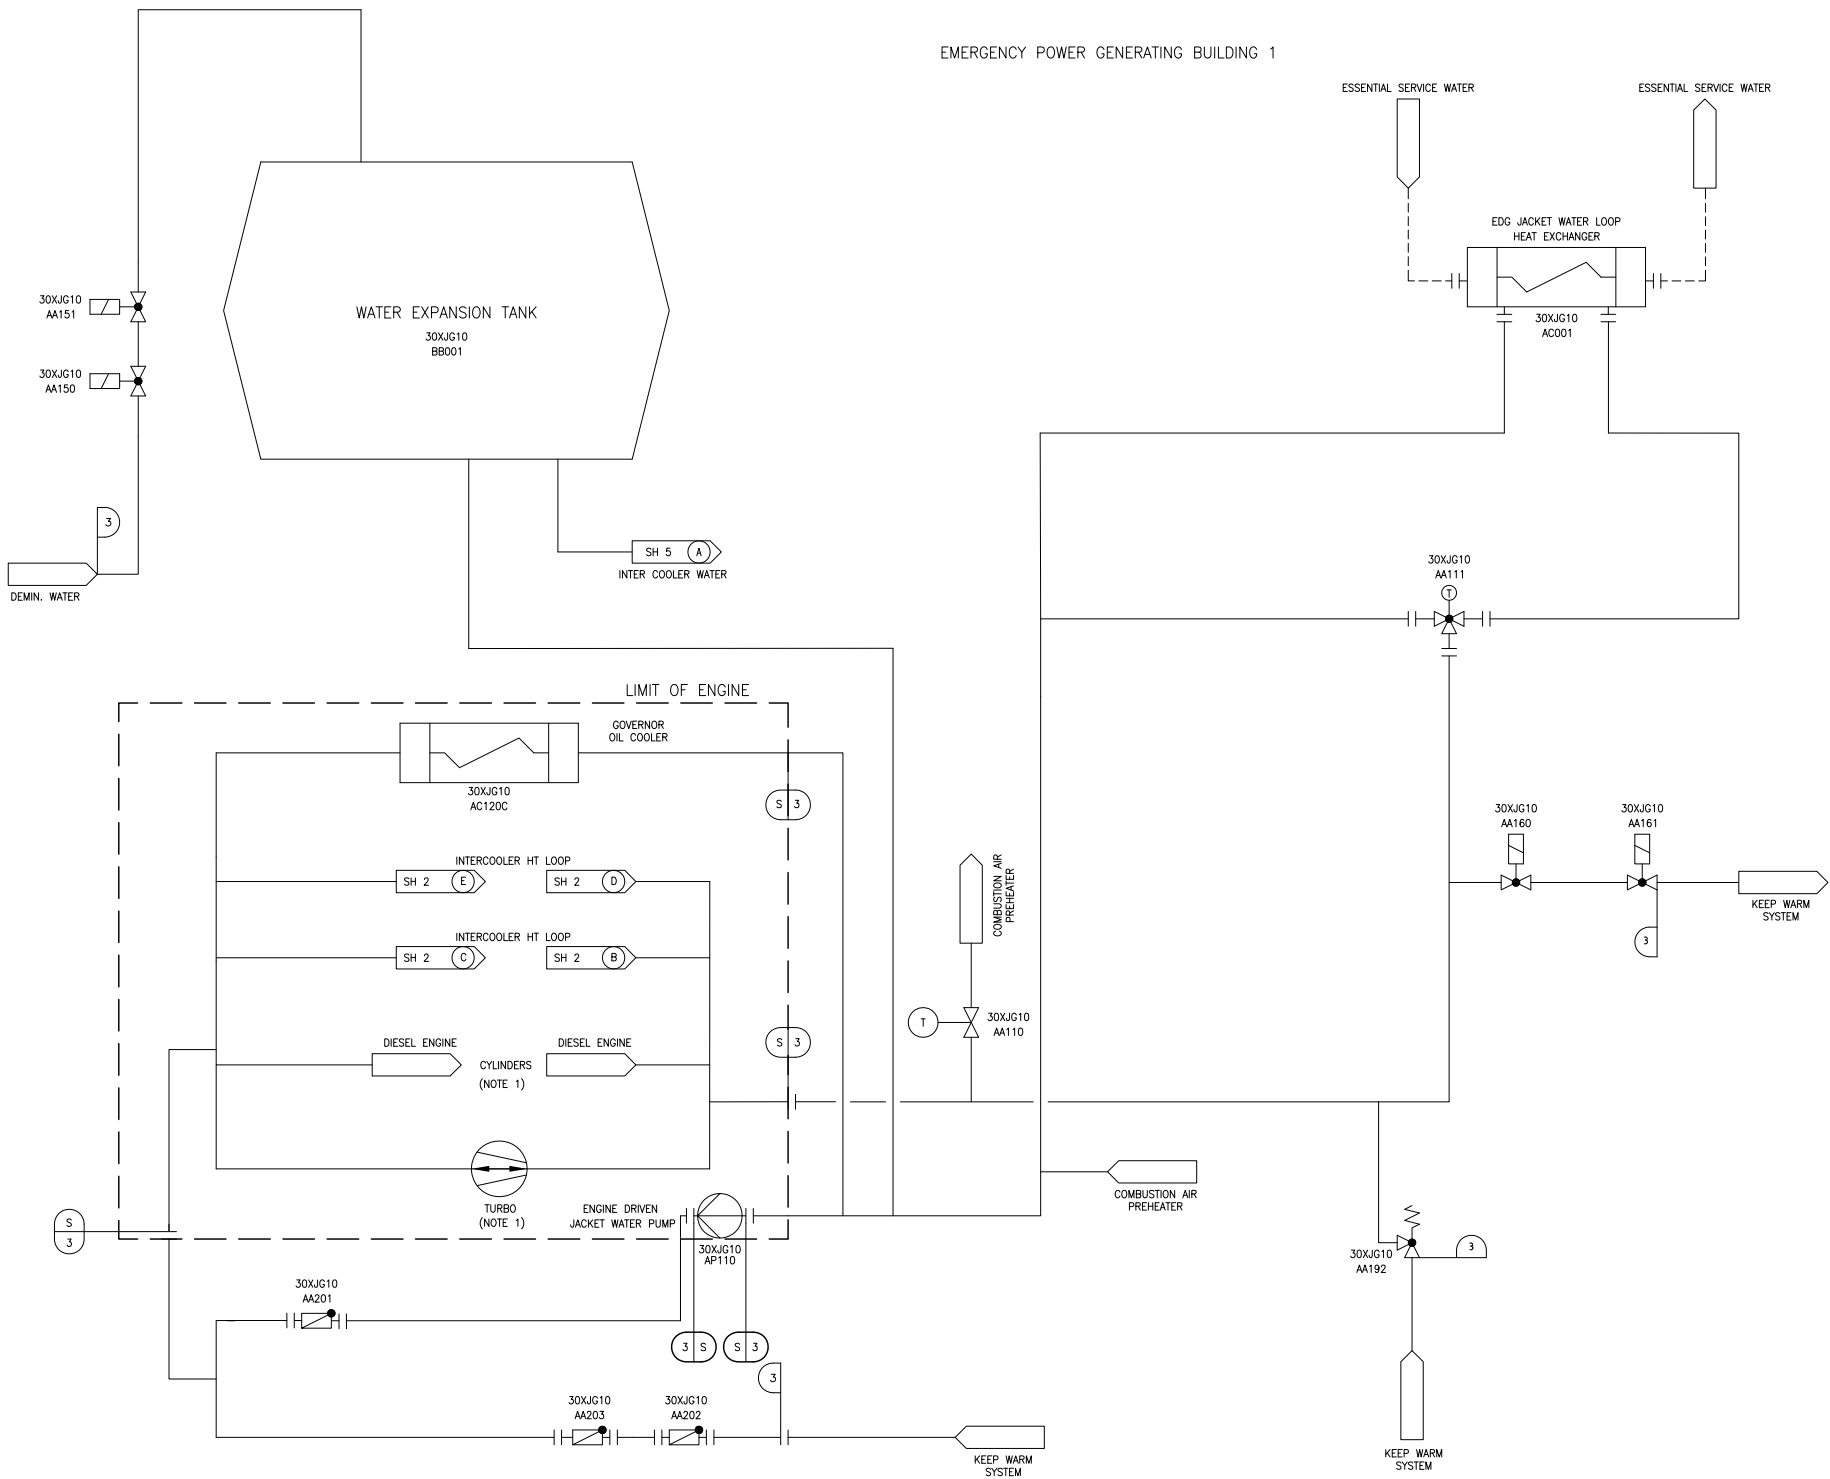 EMERGENCY POWER GENERATING BUILDING 1
ESSENTIAL SERVICE WATER
ESSENTIAL SERVICE WATER
EDG JACKET WATER LOOP
HEAT EXCHANGER
30XJG10
AC001
30XJG10
AA151
30XJG10
AA150
WATER EXPANSION TANK
30XJG10
BB001
3
DEMIN. WATER
SH 5 A
INTER COOLER WATER
30XJG10
AA111
T
LIMIT OF ENGINE
GOVERNOR
OIL COOLER
30XJG10
AC120C
S 3
INTERCOOLER HT LOOP
SH 2 E
SH 2 D
INTERCOOLER HT LOOP
SH 2 C
SH 2 B
S 3
DIESEL ENGINE
DIESEL ENGINE
CYLINDERS
(NOTE 1)
COMBUSTION AIR
PREHEATER
T
30XJG10
AA110
30XJG10
AA160
30XJG10
AA161
KEEP WARM
SYSTEM
3
TURBO
(NOTE 1)
ENGINE DRIVEN
JACKET WATER PUMP
30XJG10
AP110
COMBUSTION AIR
PREHEATER
S
3
30XJG10
AA192
3
30XJG10
AA201
3 S
S 3
3
30XJG10
AA203
30XJG10
AA202
KEEP WARM
SYSTEM
KEEP WARM
SYSTEM